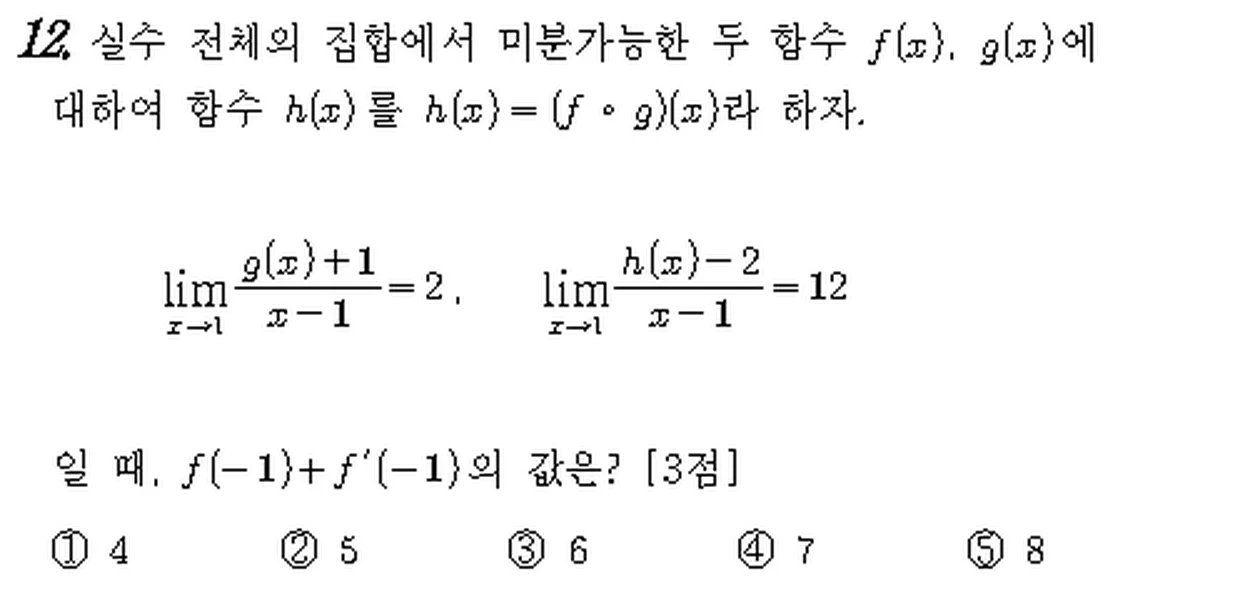 12. 실수 전체의 집합에서 미분가능한 두 함수 f(x), g(x)에
대하여 함수 h(x)를 h(x) = (f ∘ g)(x)라 하자.
lim_{x→1} (g(x)+1)/(x−1) = 2, lim_{x→1} (h(x)−2)/(x−1) = 12
일 때, f(−1)+f′(−1)의 값은? [3점]
① 4 ② 5 ③ 6 ④ 7 ⑤ 8